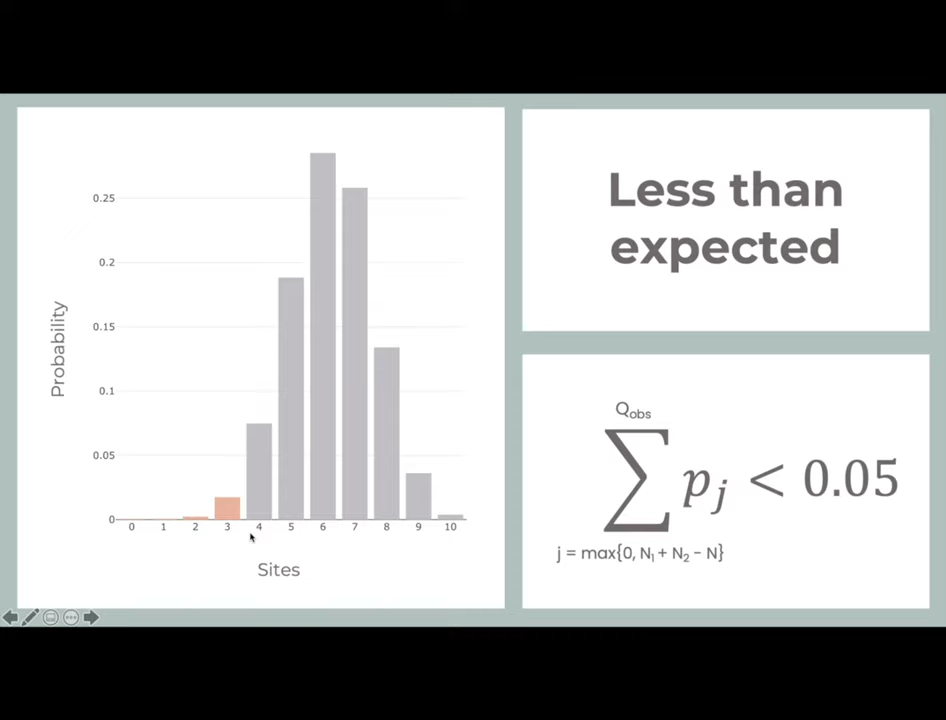 0.25
0.2
0.15
0.1
0.05
0
0 1 2 3 4 5 6 7 8 9 10
Probability
Sites
Less than
expected
Qobs
∑ pj < 0.05
j = max{0, N₁ + N₂ − N}